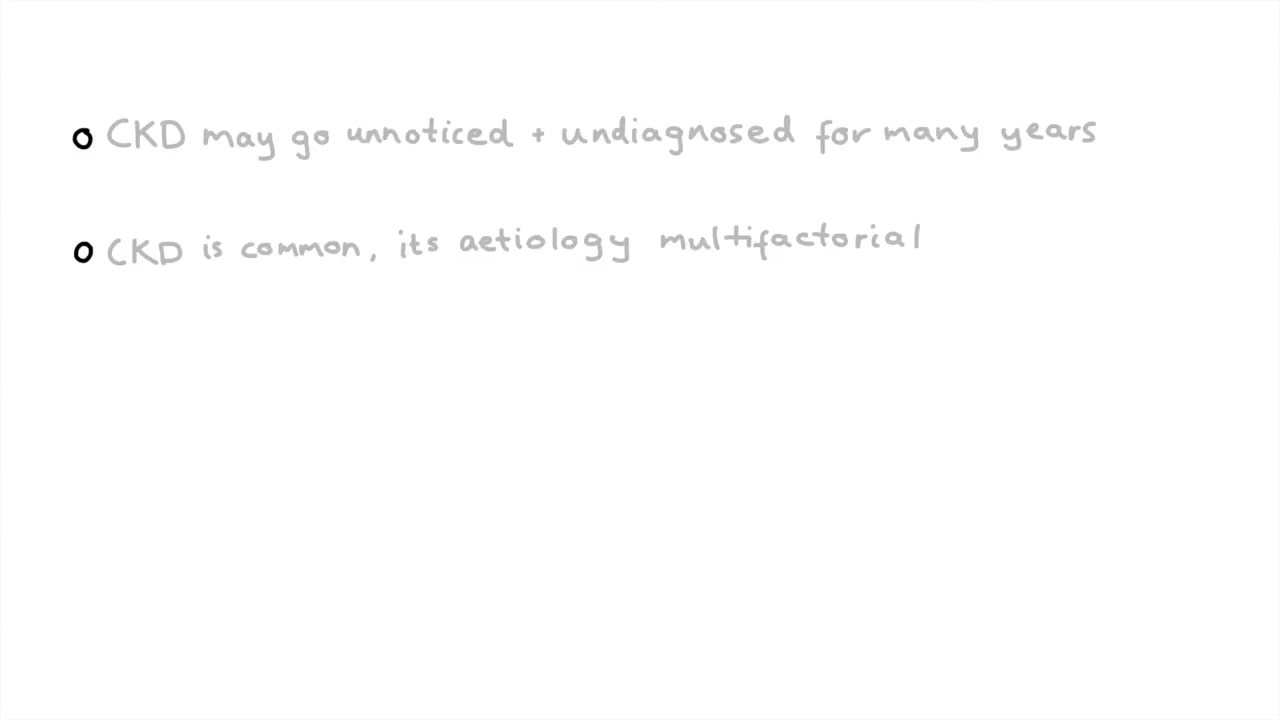 o CKD may go unnoticed + undiagnosed for many years
o CKD is common, its aetiology multifactorial